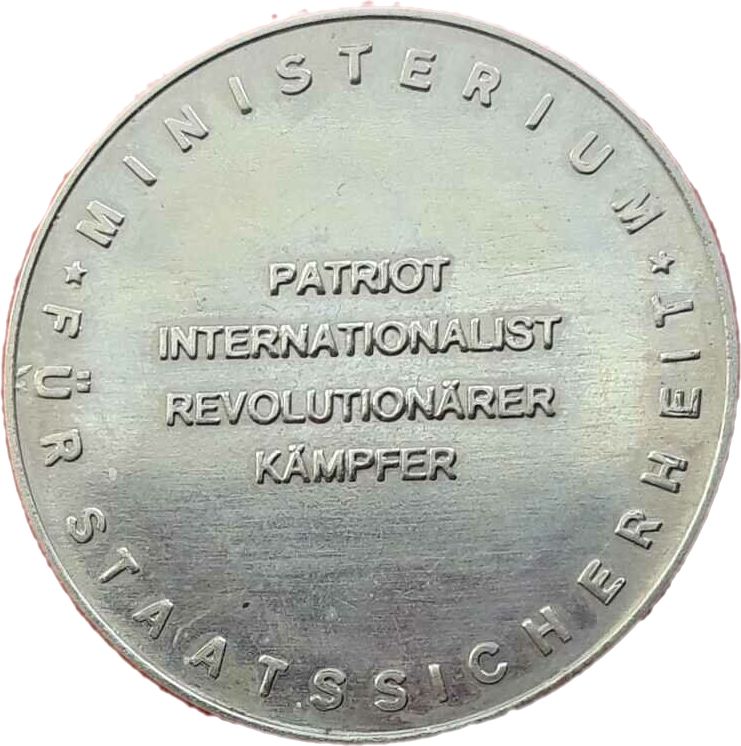 MINISTERIUM
PATRIOT
INTERNATIONALIST
REVOLUTIONÄRER
KÄMPFER
FÜR STAATSSICHERHEIT